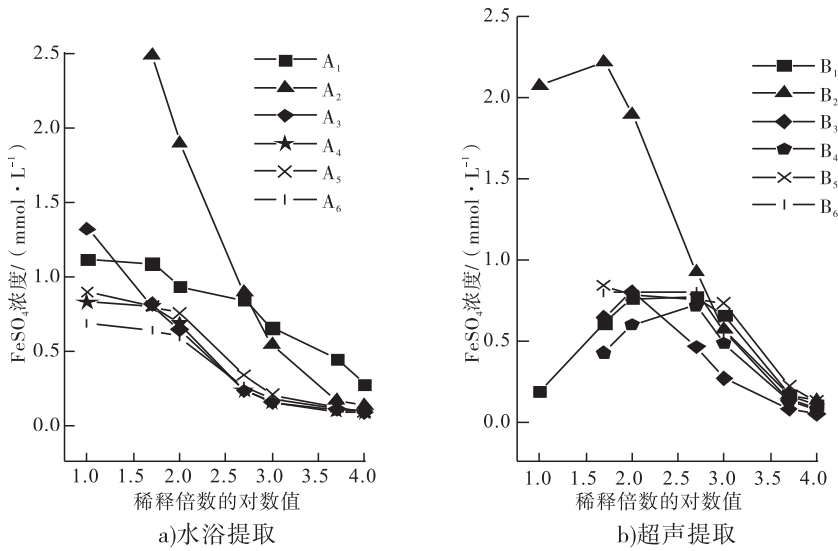 FeSO₄浓度/(mmol·L⁻¹)
2.5
2.0
1.5
1.0
0.5
0.0
1.0 1.5 2.0 2.5 3.0 3.5 4.0
A₁
A₂
A₃
A₄
A₅
A₆
稀释倍数的对数值
a)水浴提取
FeSO₄浓度/(mmol·L⁻¹)
2.5
2.0
1.5
1.0
0.5
0.0
1.0 1.5 2.0 2.5 3.0 3.5 4.0
B₁
B₂
B₃
B₄
B₅
B₆
稀释倍数的对数值
b)超声提取